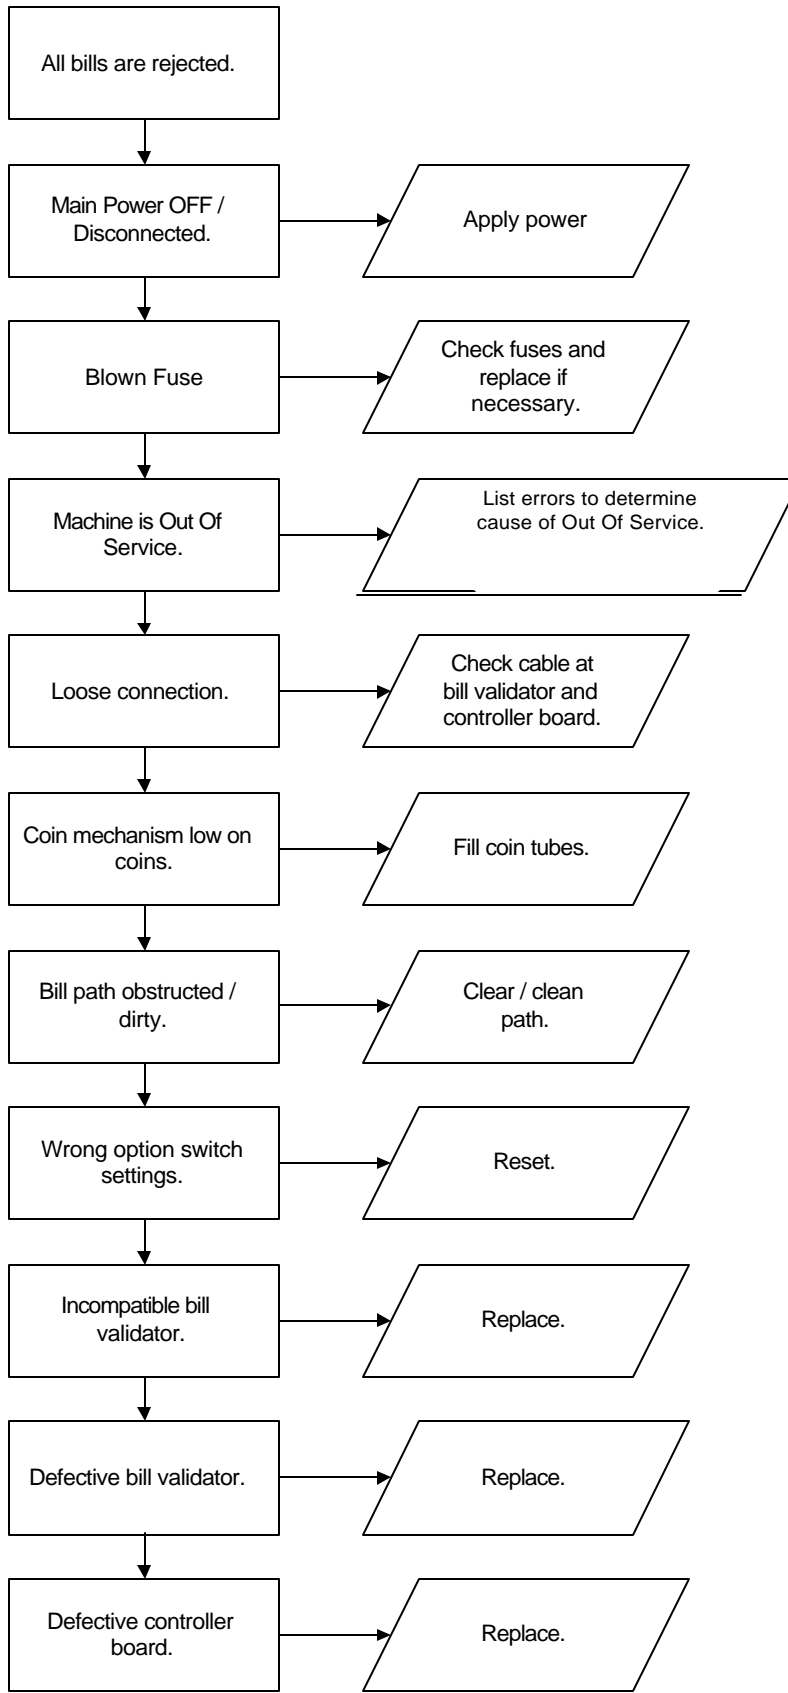 All bills are rejected.
Main Power OFF /
Disconnected.
Apply power
Blown Fuse
Check fuses and
replace if
necessary.
Machine is Out Of
Service.
List errors to determine
cause of Out Of Service.
Loose connection.
Check cable at
bill validator and
controller board.
Coin mechanism low on
coins.
Fill coin tubes.
Bill path obstructed /
dirty.
Clear / clean
path.
Wrong option switch
settings.
Reset.
Incompatible bill
validator.
Replace.
Defective bill validator.
Replace.
Defective controller
board.
Replace.